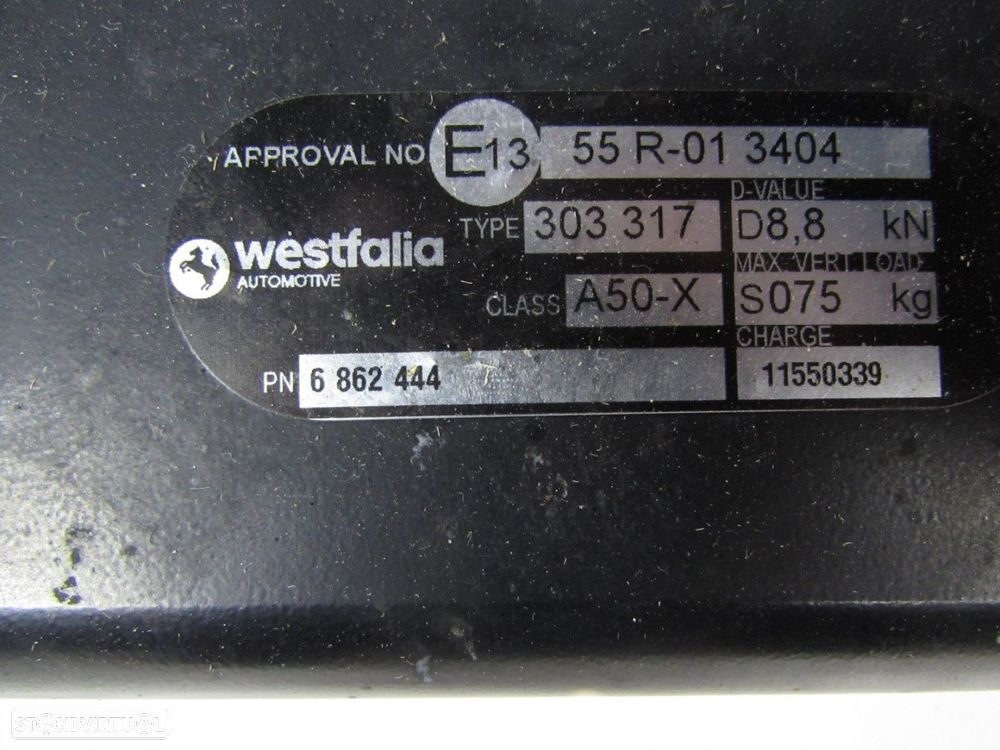 APPROVAL NO E13 55 R-01 3404
D-VALUE
TYPE 303 317 D8,8 kN
westfalia
AUTOMOTIVE
MAX. VERT. LOAD
CLASS A50-X S075 kg
CHARGE
PN 6 862 444 11550339
STANDVIRTUAL